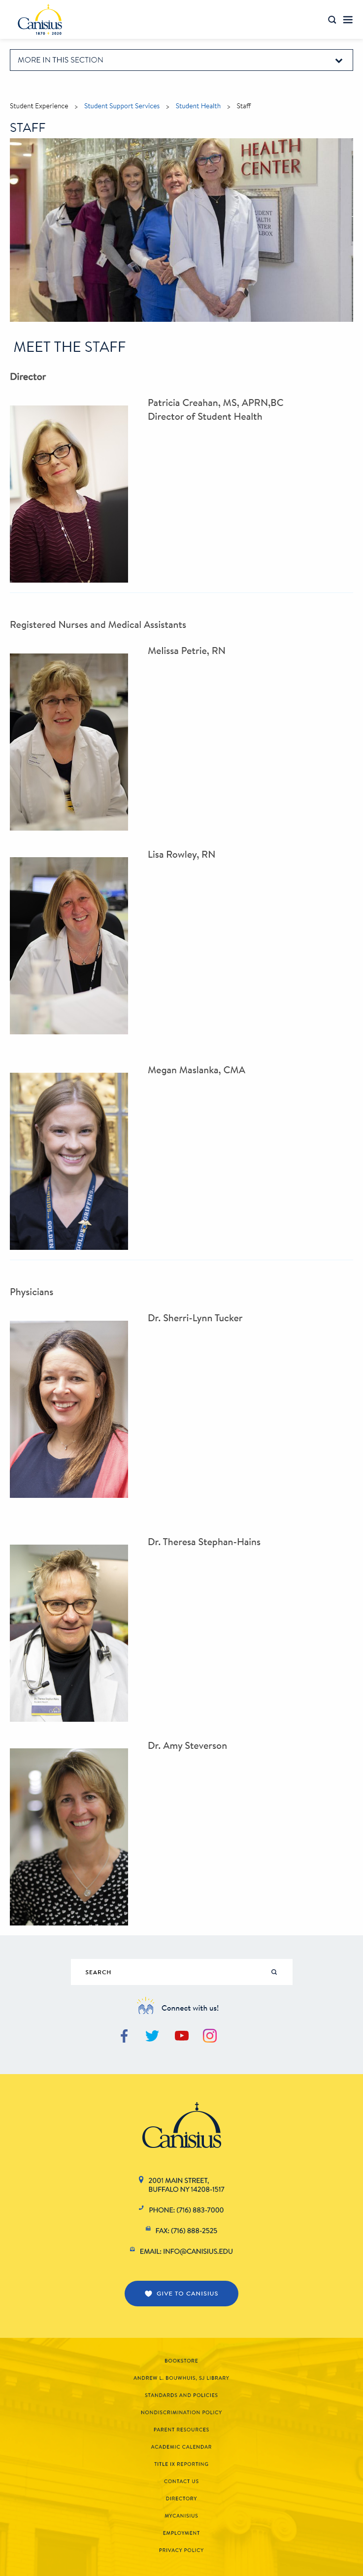 Canisius
1870 2020
MORE IN THIS SECTION
Student Experience > Student Support Services > Student Health > Staff
STAFF
HEALTH
CENTER
MEET THE STAFF
Director
Patricia Creahan, MS, APRN,BC
Director of Student Health
Registered Nurses and Medical Assistants
Melissa Petrie, RN
Lisa Rowley, RN
Megan Maslanka, CMA
Physicians
Dr. Sherri-Lynn Tucker
Dr. Theresa Stephan-Hains
Dr. Amy Steverson
SEARCH
Connect with us!
Canisius
2001 MAIN STREET,
BUFFALO NY 14208-1517
PHONE: (716) 883-7000
FAX: (716) 888-2525
EMAIL: INFO@CANISIUS.EDU
GIVE TO CANISIUS
BOOKSTORE
ANDREW L. BOUWHUIS, SJ LIBRARY
STANDARDS AND POLICIES
NONDISCRIMINATION POLICY
PARENT RESOURCES
ACADEMIC CALENDAR
TITLE IX REPORTING
CONTACT US
DIRECTORY
MYCANISIUS
EMPLOYMENT
PRIVACY POLICY